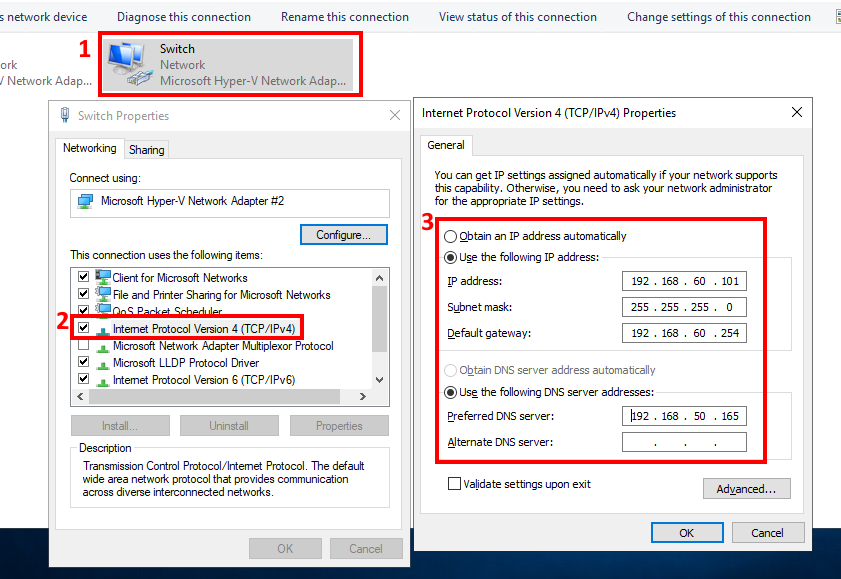 s network device
Diagnose this connection
Rename this connection
View status of this connection
Change settings of this connection
1
Switch
Network
Microsoft Hyper-V Network Adap...
ork
V Network Adap...
Switch Properties
Networking
Sharing
Connect using:
Microsoft Hyper-V Network Adapter #2
Configure...
This connection uses the following items:
Client for Microsoft Networks
File and Printer Sharing for Microsoft Networks
QoS Packet Scheduler
2
Internet Protocol Version 4 (TCP/IPv4)
Microsoft Network Adapter Multiplexor Protocol
Microsoft LLDP Protocol Driver
Internet Protocol Version 6 (TCP/IPv6)
Install...
Uninstall
Properties
Description
Transmission Control Protocol/Internet Protocol. The default
wide area network protocol that provides communication
across diverse interconnected networks.
OK
Cancel
Internet Protocol Version 4 (TCP/IPv4) Properties
General
You can get IP settings assigned automatically if your network supports
this capability. Otherwise, you need to ask your network administrator
for the appropriate IP settings.
3
Obtain an IP address automatically
Use the following IP address:
IP address: 192 . 168 . 60 . 101
Subnet mask: 255 . 255 . 255 . 0
Default gateway: 192 . 168 . 60 . 254
Obtain DNS server address automatically
Use the following DNS server addresses:
Preferred DNS server: 192 . 168 . 50 . 165
Alternate DNS server: . . .
Validate settings upon exit
Advanced...
OK
Cancel